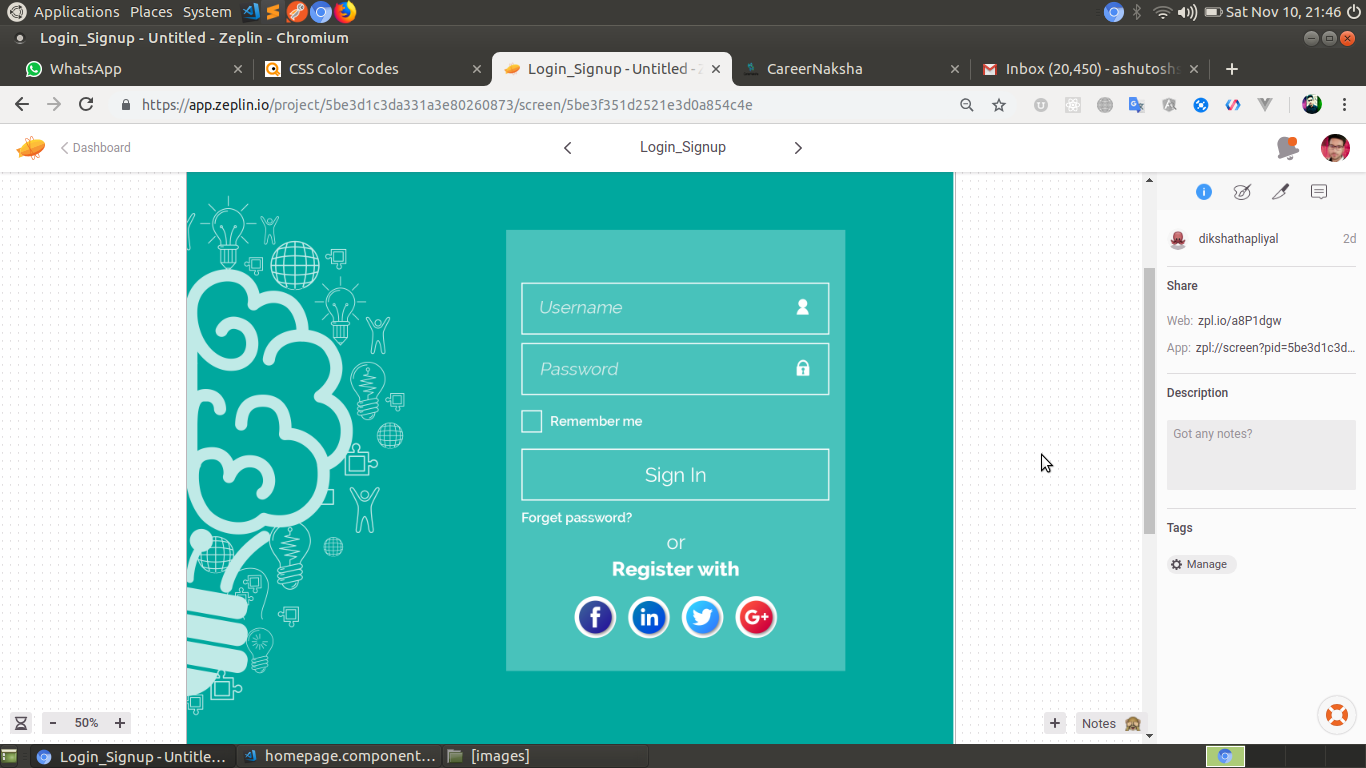 Applications Places System Sat Nov 10, 21:46
Login_Signup - Untitled - Zeplin - Chromium
WhatsApp CSS Color Codes Login_Signup - Untitled - CareerNaksha Inbox (20,450) - ashutosh
https://app.zeplin.io/project/5be3d1c3da331a3e80260873/screen/5be3f351d2521e3d0a854c4e
Dashboard Login_Signup
dikshathapliyal 2d
Share
Web: zpl.io/a8P1dgw
App: zpl://screen?pid=5be3d1c3d...
Description
Got any notes?
Tags
Manage
Username
Password
Remember me
Sign In
Forget password?
or
Register with
f in G+
- 50% + + Notes
Login_Signup - Untitle... homepage.component... [images]